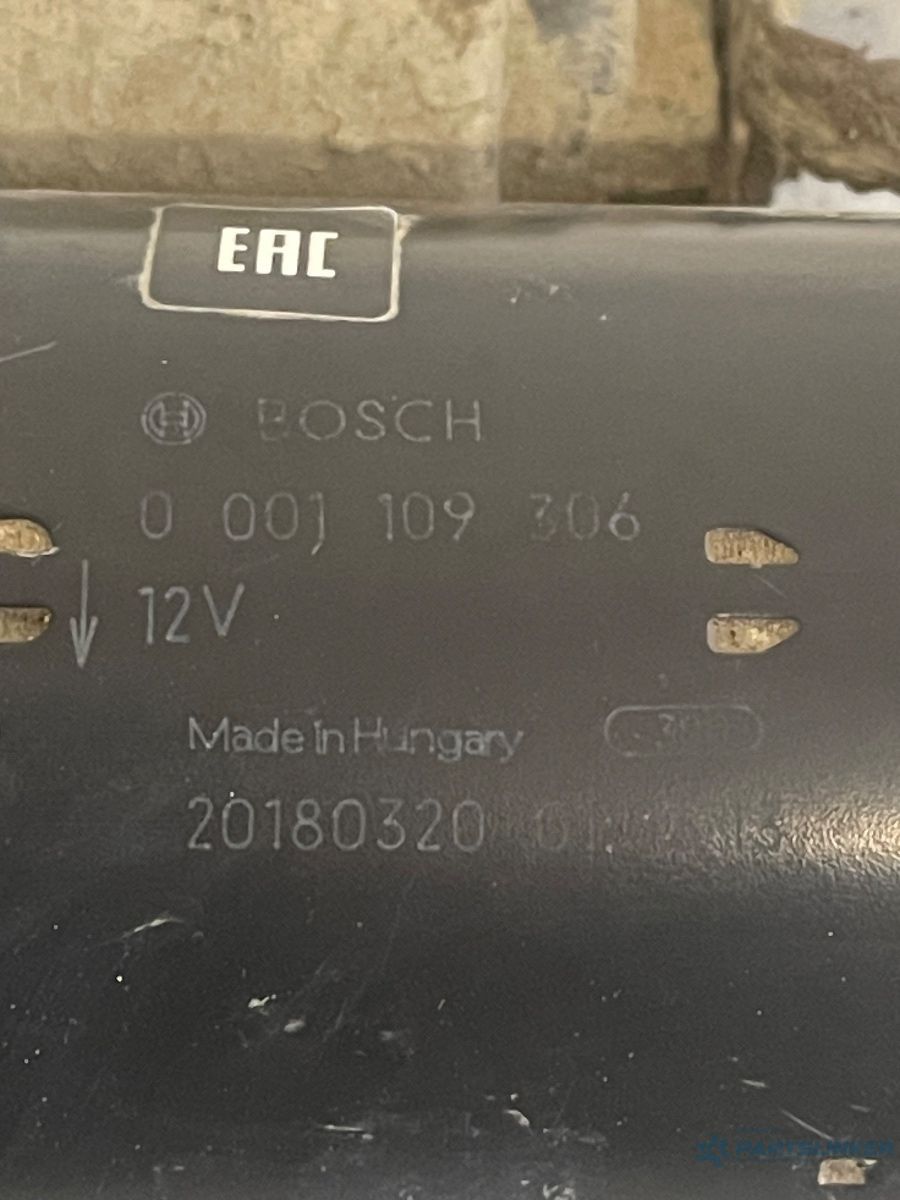 EAC
BOSCH
0 001 109 306
12V
Made in Hungary
20180320